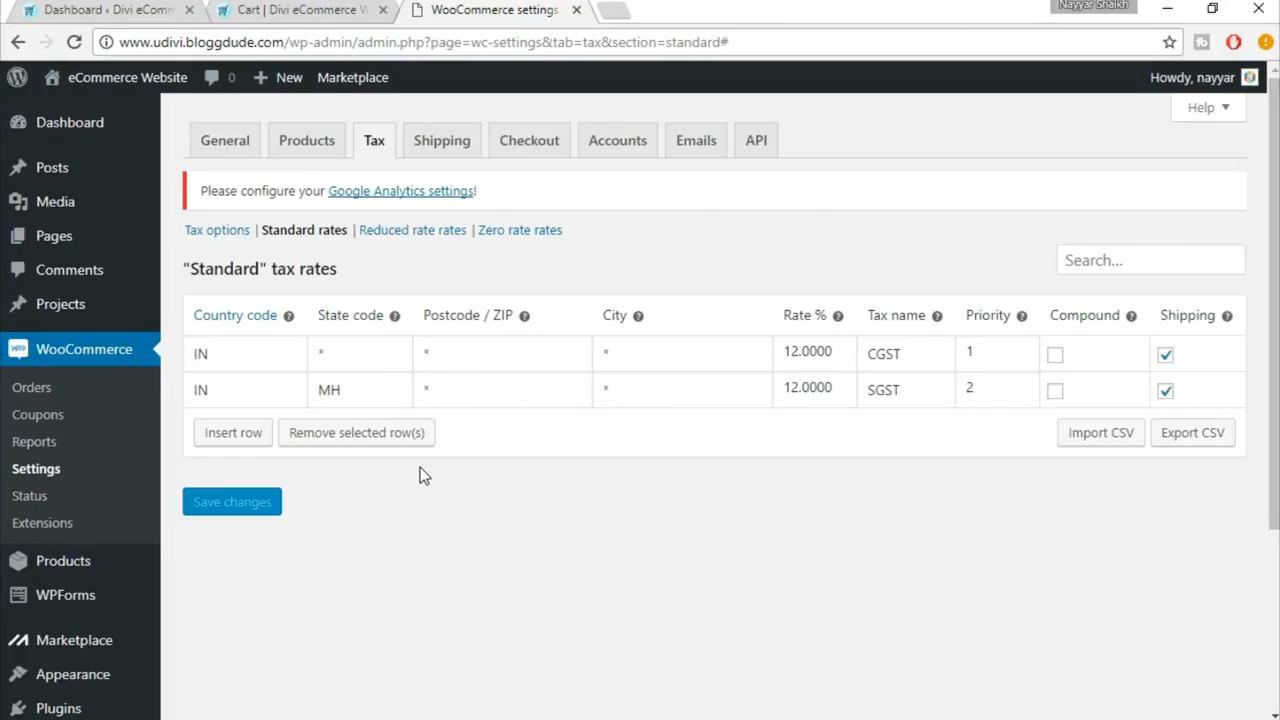 Dashboard ‹ Divi eComm
Cart | Divi eCommerce W
WooCommerce settings
Nayyar Shaikh
www.udivi.bloggdude.com/wp-admin/admin.php?page=wc-settings&tab=tax&section=standard#
eCommerce Website
0
New
Marketplace
Howdy, nayyar
Help
Dashboard
Posts
Media
Pages
Comments
Projects
WooCommerce
Orders
Coupons
Reports
Settings
Status
Extensions
Products
WPForms
Marketplace
Appearance
Plugins
General
Products
Tax
Shipping
Checkout
Accounts
Emails
API
Please configure your Google Analytics settings!
Tax options | Standard rates | Reduced rate rates | Zero rate rates
"Standard" tax rates
Search...
Country code State code Postcode / ZIP City Rate % Tax name Priority Compound Shipping
IN * * * 12.0000 CGST 1
IN MH * * 12.0000 SGST 2
Insert row
Remove selected row(s)
Import CSV
Export CSV
Save changes